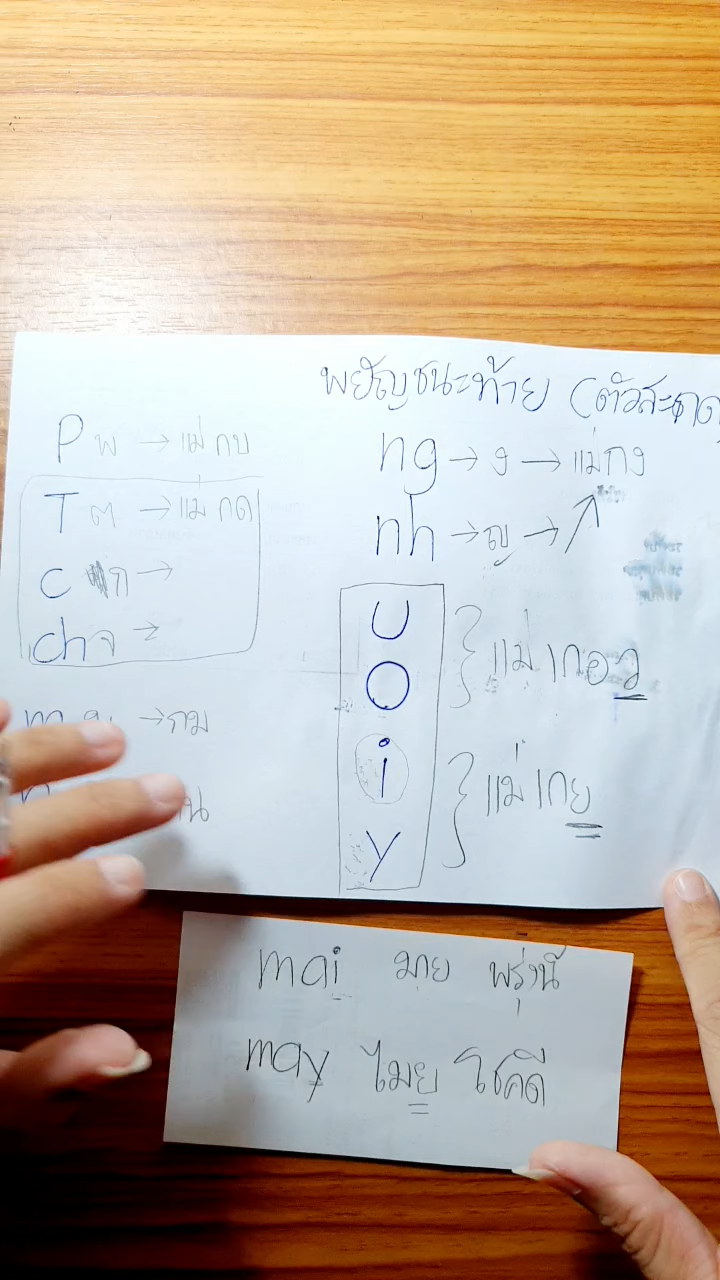 พยัญชนะท้าย (ตัวสะกด
P พ → แม่กบ
T ต → แม่กด
C ก →
ch จ →
→ กม
น
ng → ง → แม่กง
nh → ญ →
U
O
} แม่เกอว
i
y
} แม่เกย
mai มาย พรุ่งนี้
may ไมย โชคดี